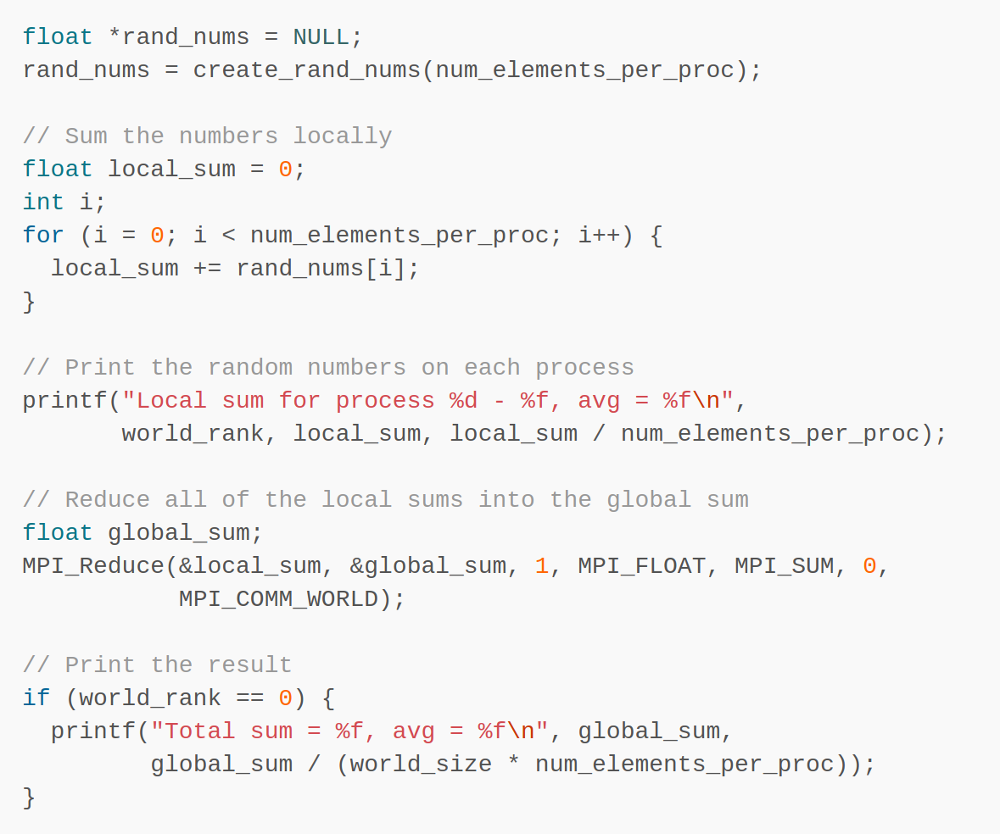 float *rand_nums = NULL;
rand_nums = create_rand_nums(num_elements_per_proc);

// Sum the numbers locally
float local_sum = 0;
int i;
for (i = 0; i < num_elements_per_proc; i++) {
  local_sum += rand_nums[i];
}

// Print the random numbers on each process
printf("Local sum for process %d - %f, avg = %f\n",
       world_rank, local_sum, local_sum / num_elements_per_proc);

// Reduce all of the local sums into the global sum
float global_sum;
MPI_Reduce(&local_sum, &global_sum, 1, MPI_FLOAT, MPI_SUM, 0,
           MPI_COMM_WORLD);

// Print the result
if (world_rank == 0) {
  printf("Total sum = %f, avg = %f\n", global_sum,
         global_sum / (world_size * num_elements_per_proc));
}